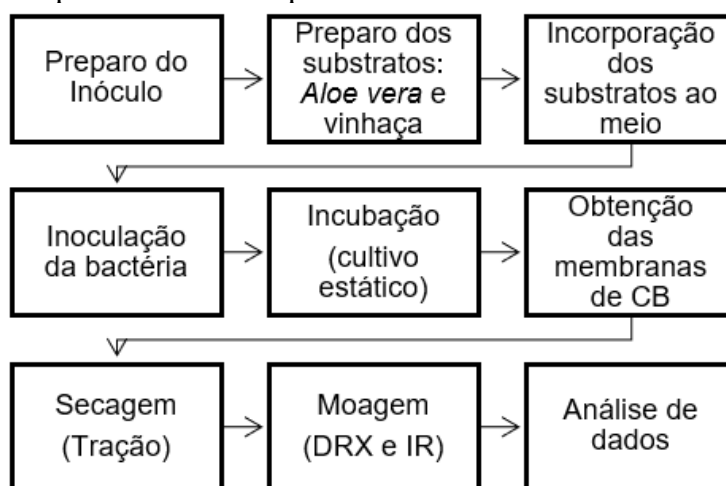 Preparo do
Inóculo
Preparo dos
substratos:
Aloe vera e
vinhaça
Incorporação
dos
substratos ao
meio
Inoculação
da bactéria
Incubação
(cultivo
estático)
Obtenção
das
membranas
de CB
Secagem
(Tração)
Moagem
(DRX e IR)
Análise de
dados